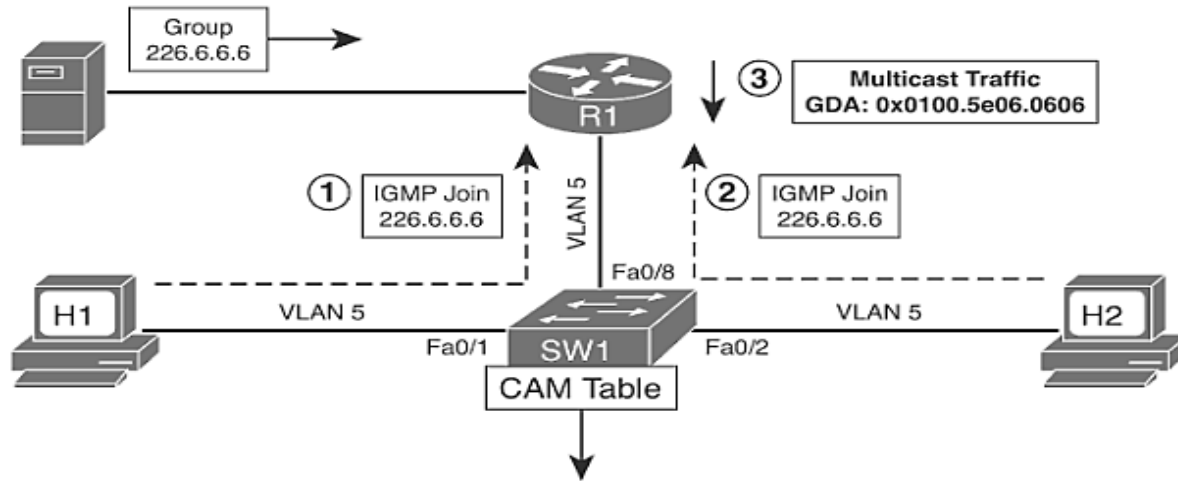 Group
226.6.6.6
R1
3
Multicast Traffic
GDA: 0x0100.5e06.0606
1
IGMP Join
226.6.6.6
VLAN 5
2
IGMP Join
226.6.6.6
Fa0/8
H1
VLAN 5
Fa0/1
SW1
Fa0/2
VLAN 5
H2
CAM Table